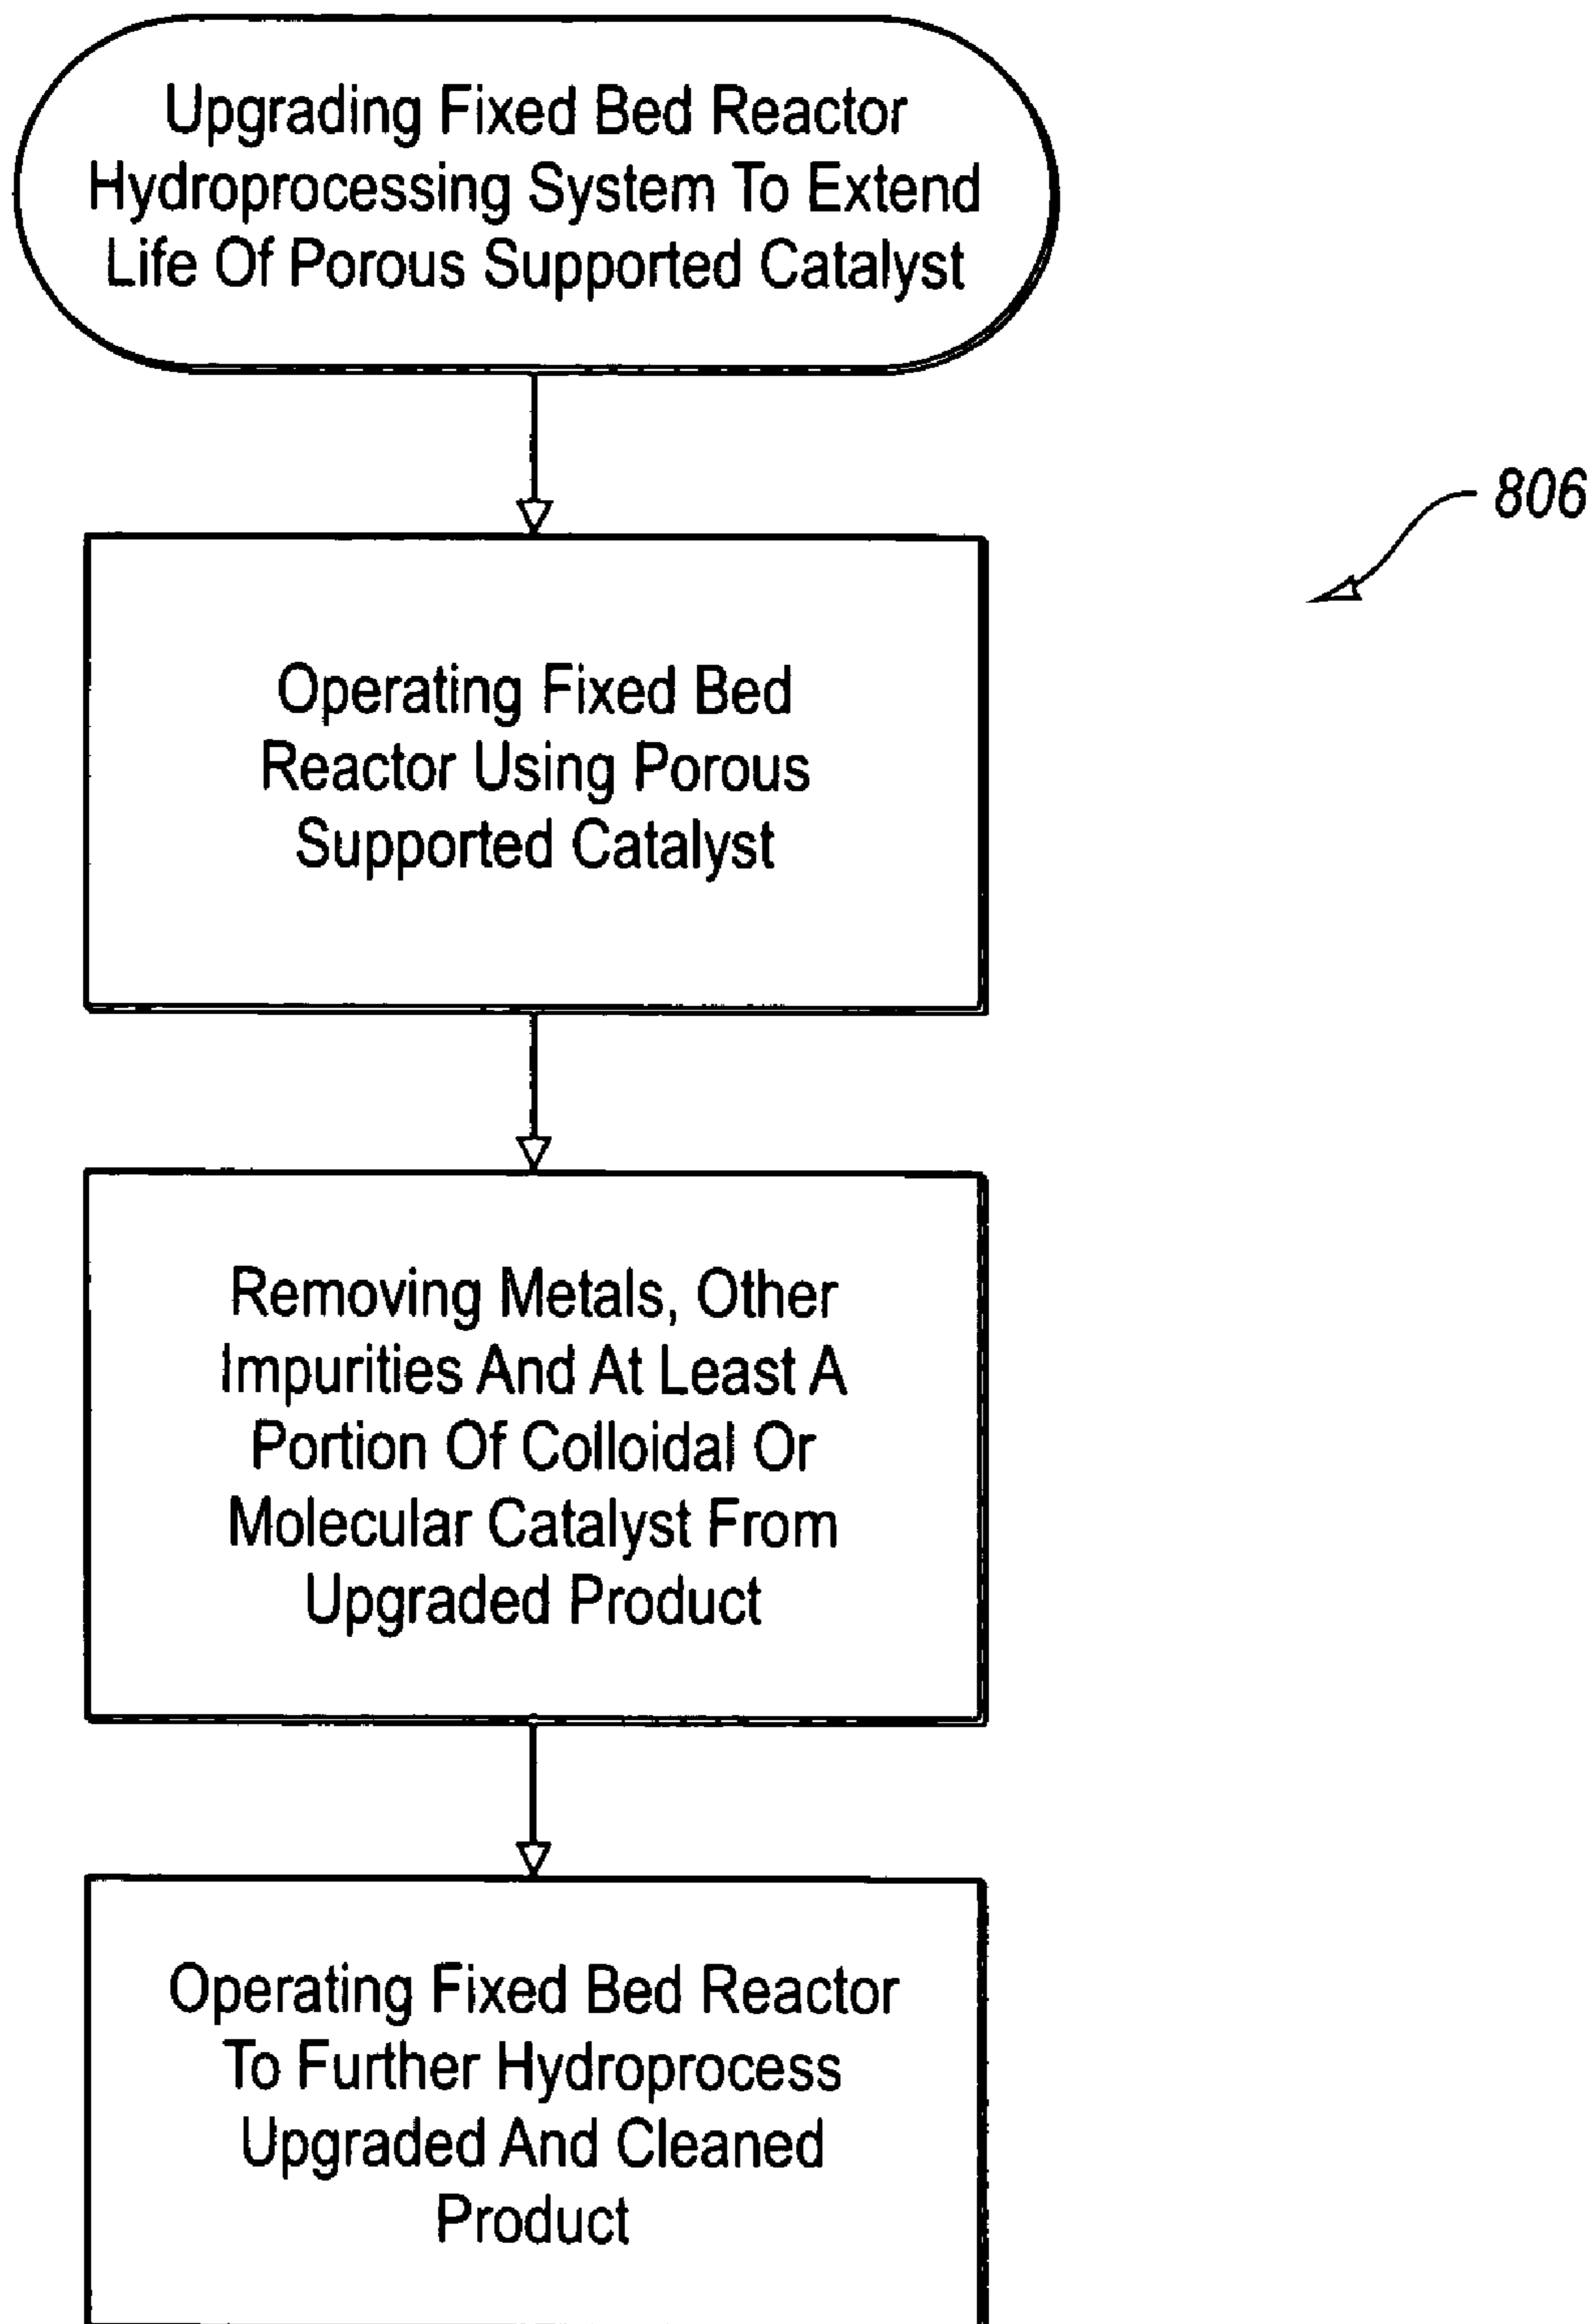 Upgrading Fixed Bed Reactor
Hydroprocessing System To Extend
Life Of Porous Supported Catalyst
806
Operating Fixed Bed
Reactor Using Porous
Supported Catalyst
Removing Metals, Other
Impurities And At Least A
Portion Of Colloidal Or
Molecular Catalyst From
Upgraded Product
Operating Fixed Bed Reactor
To Further Hydroprocess
Upgraded And Cleaned
Product